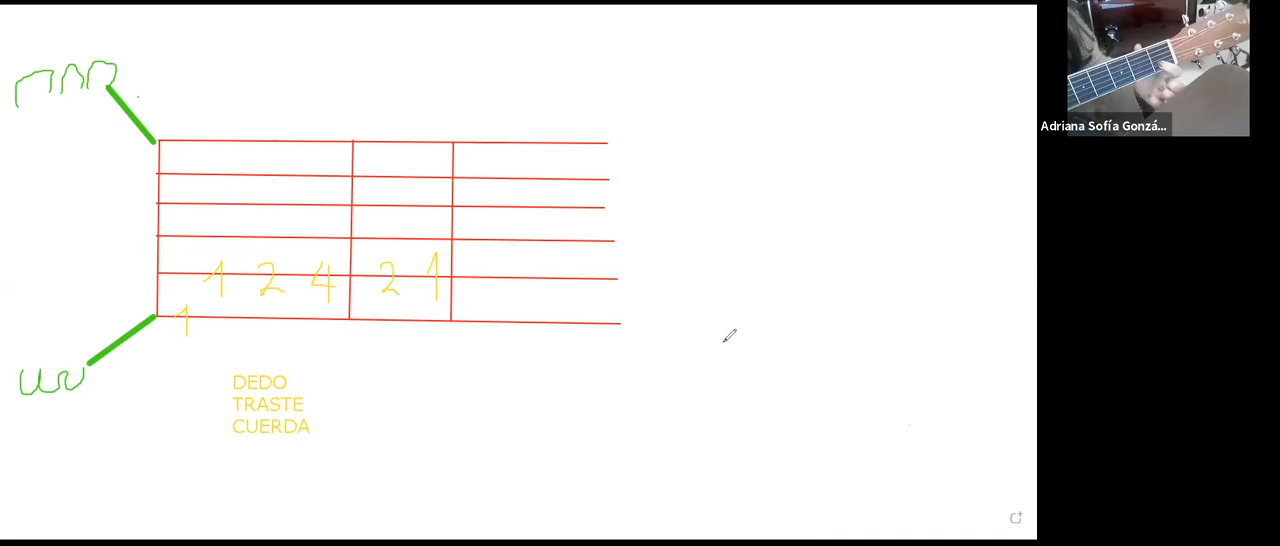 1 2 4 2 1
1
DEDO
TRASTE
CUERDA
Adriana Sofía Gonzá...